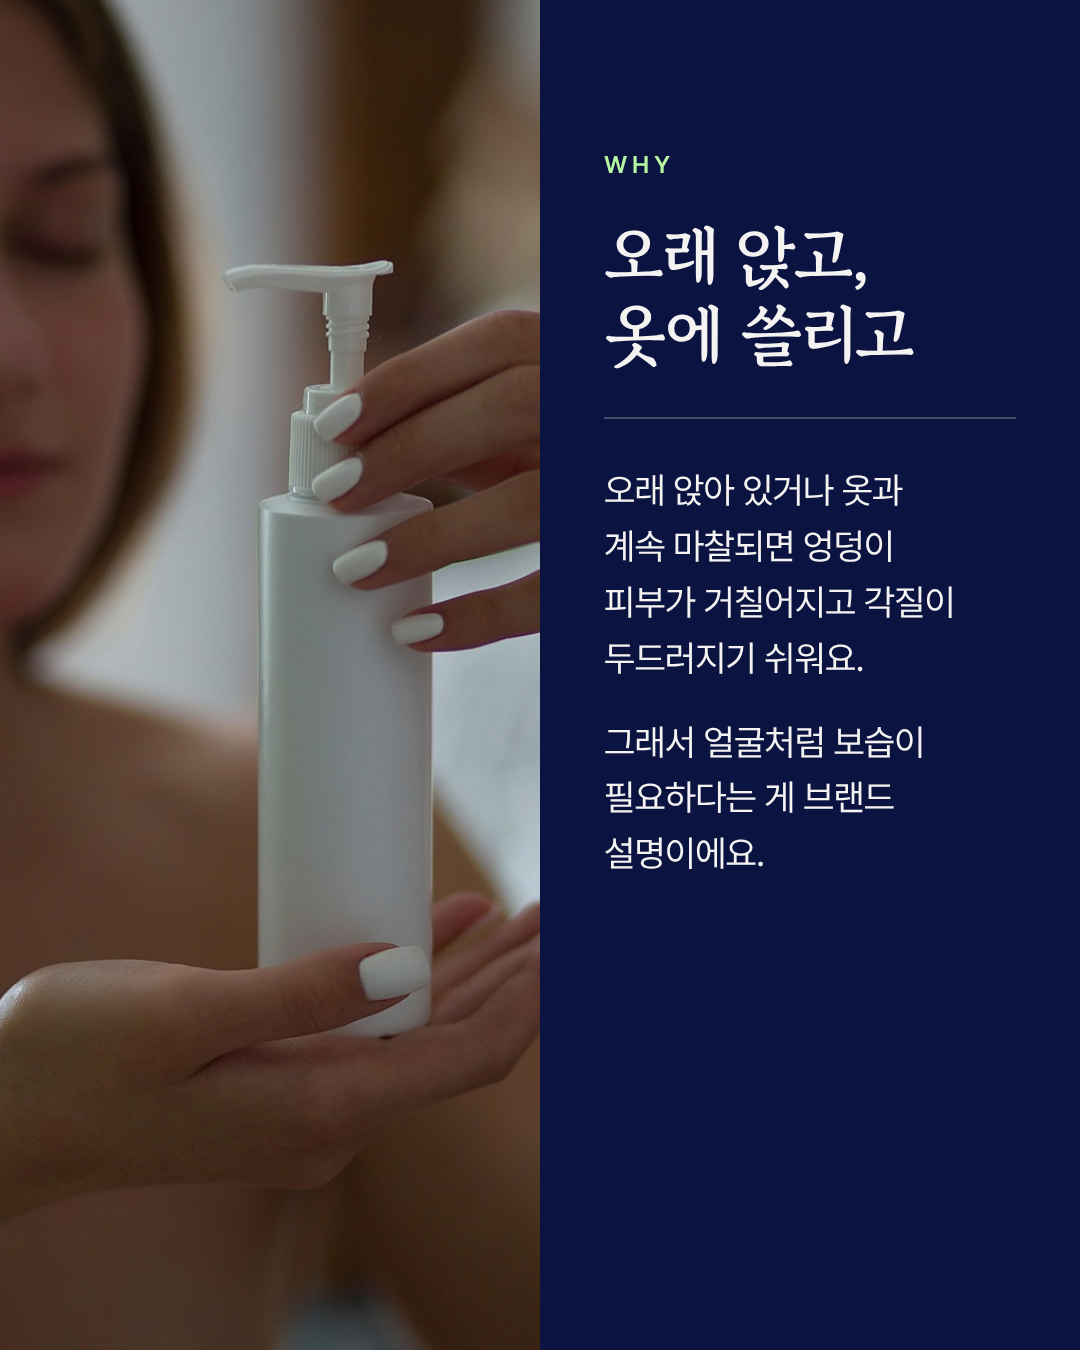 WHY
오래 앉고,
옷에 쓸리고
오래 앉아 있거나 옷과
계속 마찰되면 엉덩이
피부가 거칠어지고 각질이
두드러지기 쉬워요.
그래서 얼굴처럼 보습이
필요하다는 게 브랜드
설명이에요.